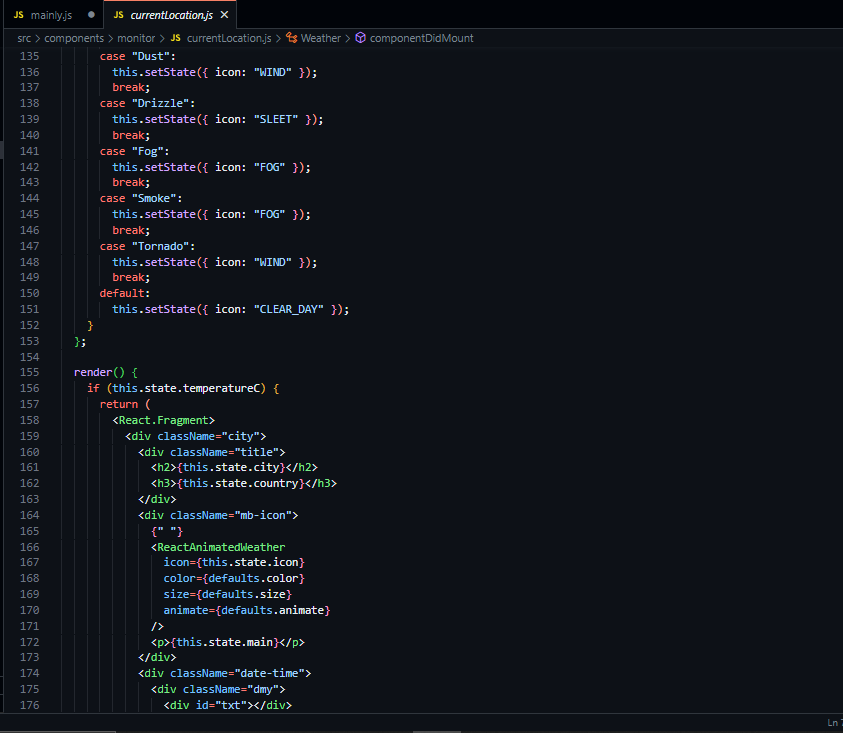 JS mainly.js ● JS currentLocation.js ×
src > components > monitor > JS currentLocation.js > Weather > componentDidMount
135 case "Dust":
136 this.setState({ icon: "WIND" });
137 break;
138 case "Drizzle":
139 this.setState({ icon: "SLEET" });
140 break;
141 case "Fog":
142 this.setState({ icon: "FOG" });
143 break;
144 case "Smoke":
145 this.setState({ icon: "FOG" });
146 break;
147 case "Tornado":
148 this.setState({ icon: "WIND" });
149 break;
150 default:
151 this.setState({ icon: "CLEAR_DAY" });
152 }
153 };
154
155 render() {
156 if (this.state.temperatureC) {
157 return (
158 <React.Fragment>
159 <div className="city">
160 <div className="title">
161 <h2>{this.state.city}</h2>
162 <h3>{this.state.country}</h3>
163 </div>
164 <div className="mb-icon">
165 {" "}
166 <ReactAnimatedWeather
167 icon={this.state.icon}
168 color={defaults.color}
169 size={defaults.size}
170 animate={defaults.animate}
171 />
172 <p>{this.state.main}</p>
173 </div>
174 <div className="date-time">
175 <div className="dmy">
176 <div id="txt"></div>